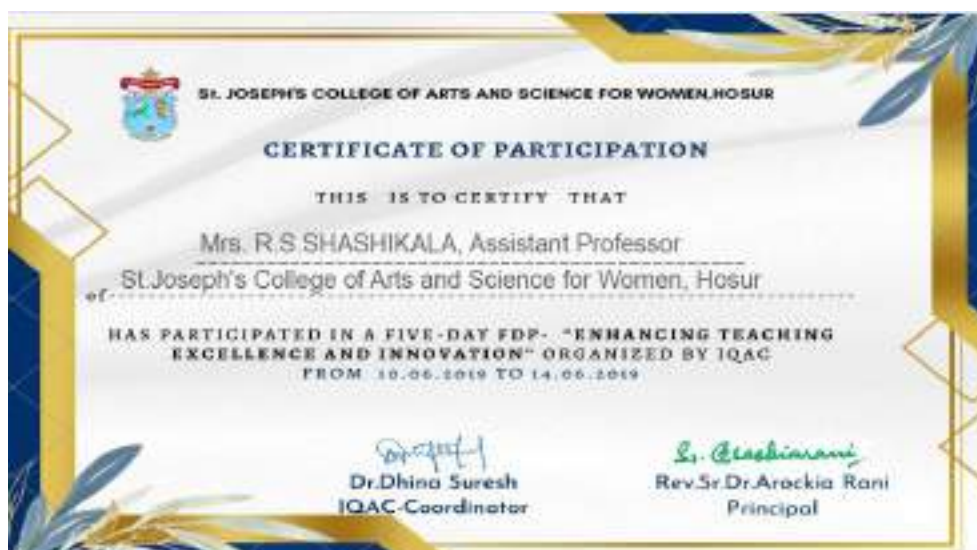 St. JOSEPH'S COLLEGE OF ARTS AND SCIENCE FOR WOMEN,HOSUR
CERTIFICATE OF PARTICIPATION
THIS IS TO CERTIFY THAT
Mrs. R.S SHASHIKALA, Assistant Professor
of St.Joseph's College of Arts and Science for Women, Hosur
HAS PARTICIPATED IN A FIVE-DAY FDP- "ENHANCING TEACHING
EXCELLENCE AND INNOVATION" ORGANIZED BY IQAC
FROM 10.06.2019 TO 14.06.2019
Dr.Dhina Suresh
IQAC-Coordinator
Rev.Sr.Dr.Arockia Rani
Principal